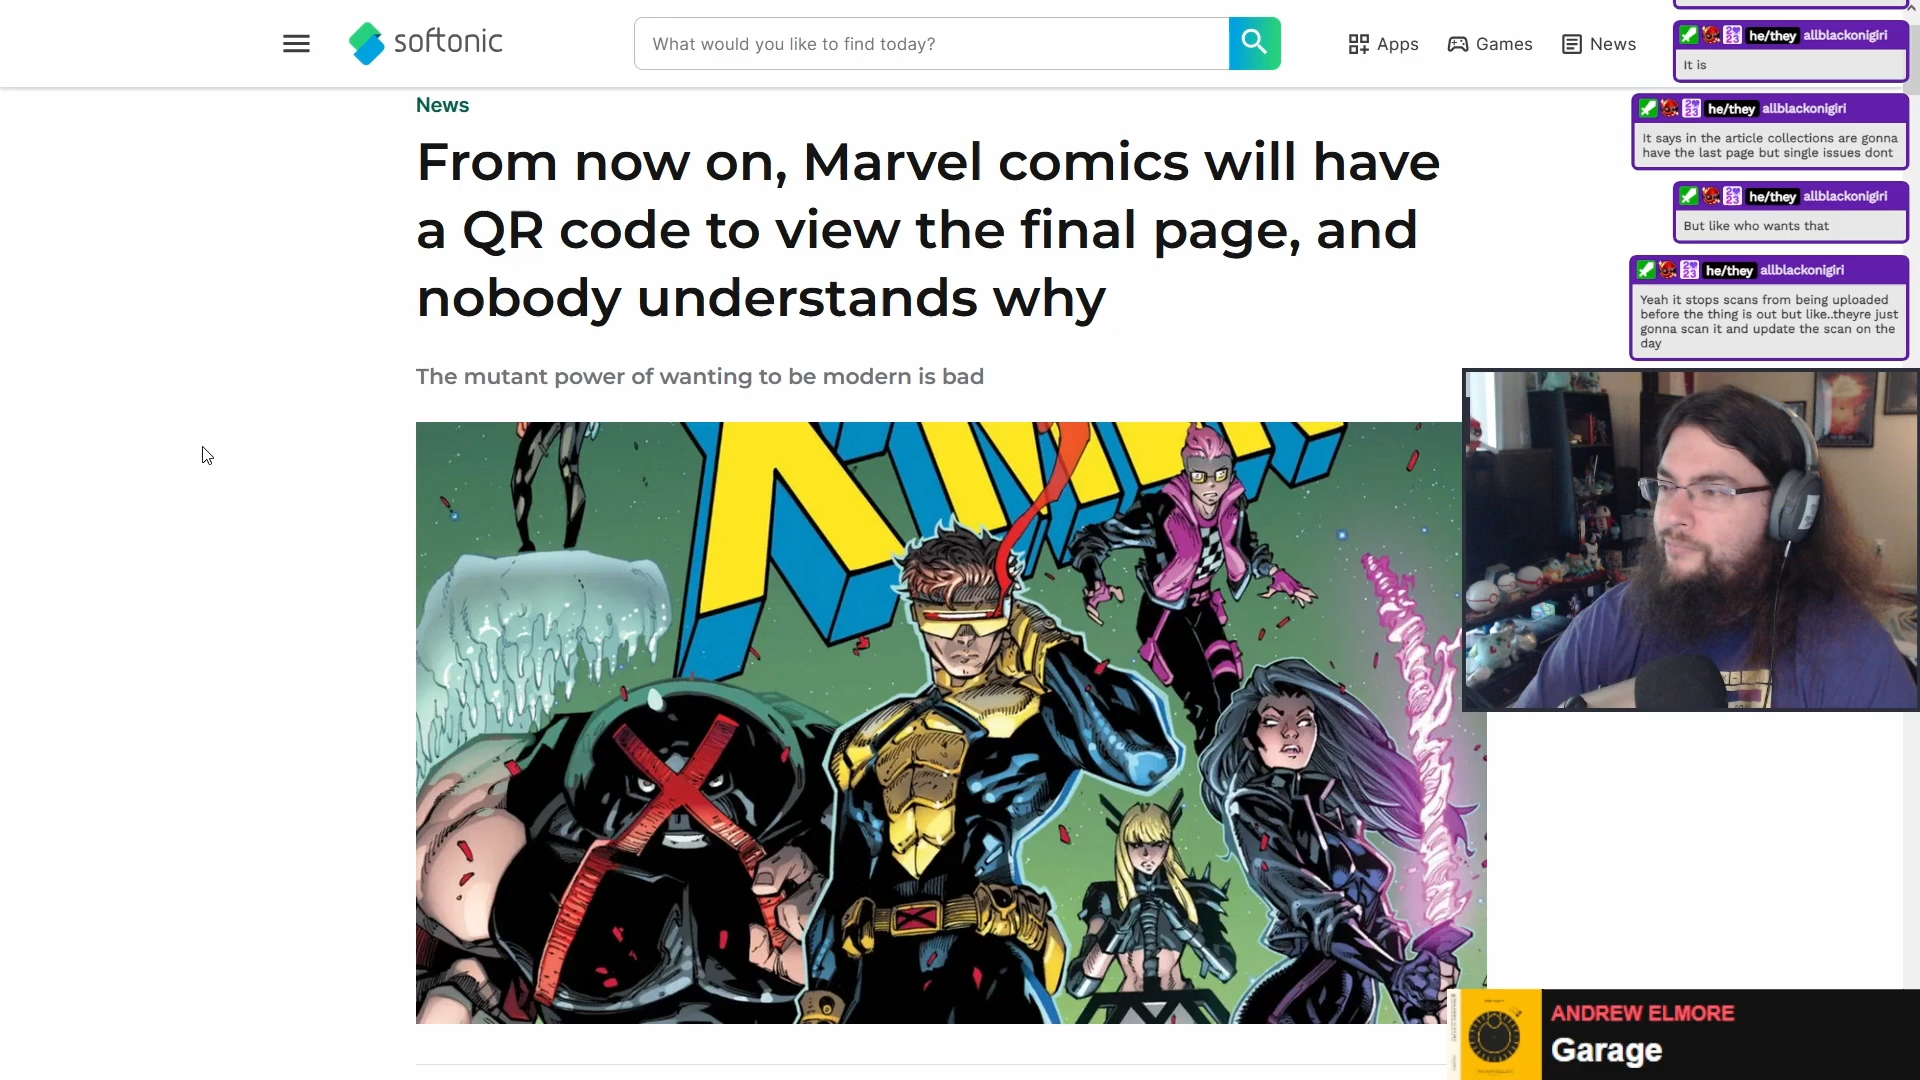 softonic
What would you like to find today?
Apps
Games
News
News
From now on, Marvel comics will have
a QR code to view the final page, and
nobody understands why
The mutant power of wanting to be modern is bad
he/they allblackonigiri
It is
he/they allblackonigiri
It says in the article collections are gonna
have the last page but single issues dont
he/they allblackonigiri
But like who wants that
he/they allblackonigiri
Yeah it stops scans from being uploaded
before the thing is out but like..theyre just
gonna scan it and update the scan on the
day
ANDREW ELMORE
Garage